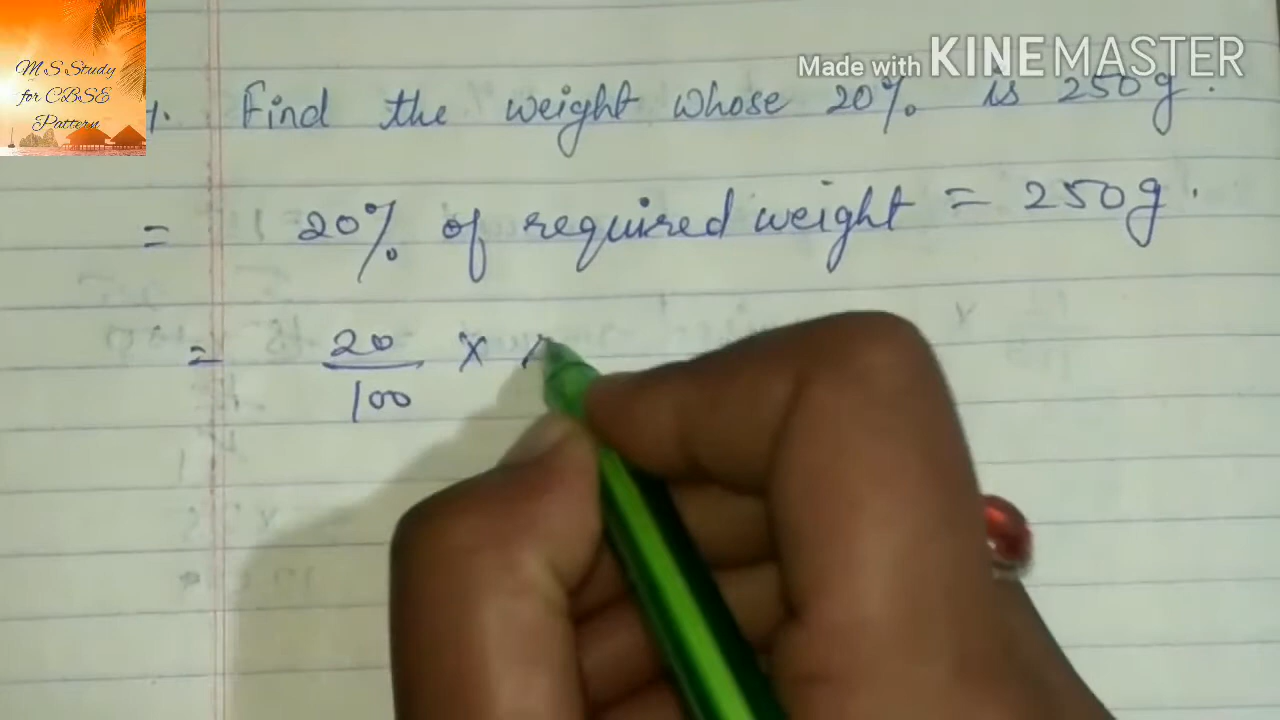 MS Study
for CBSE
Pattern
Made with KINEMASTER
Find the weight whose 20% is 250g.
= 20% of required weight = 250g.
= 20
100 ×